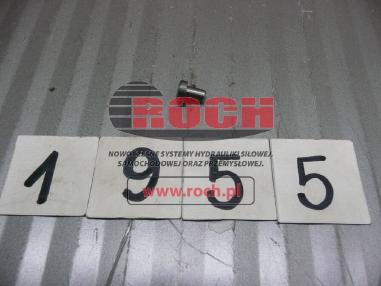 ROCH
NOWOCZESNE SYSTEMY HYDRAULIKI SIŁOWEJ,
SAMOCHODOWEJ ORAZ PRZEMYSŁOWEJ.
1 9 5 5
www.roch.pl